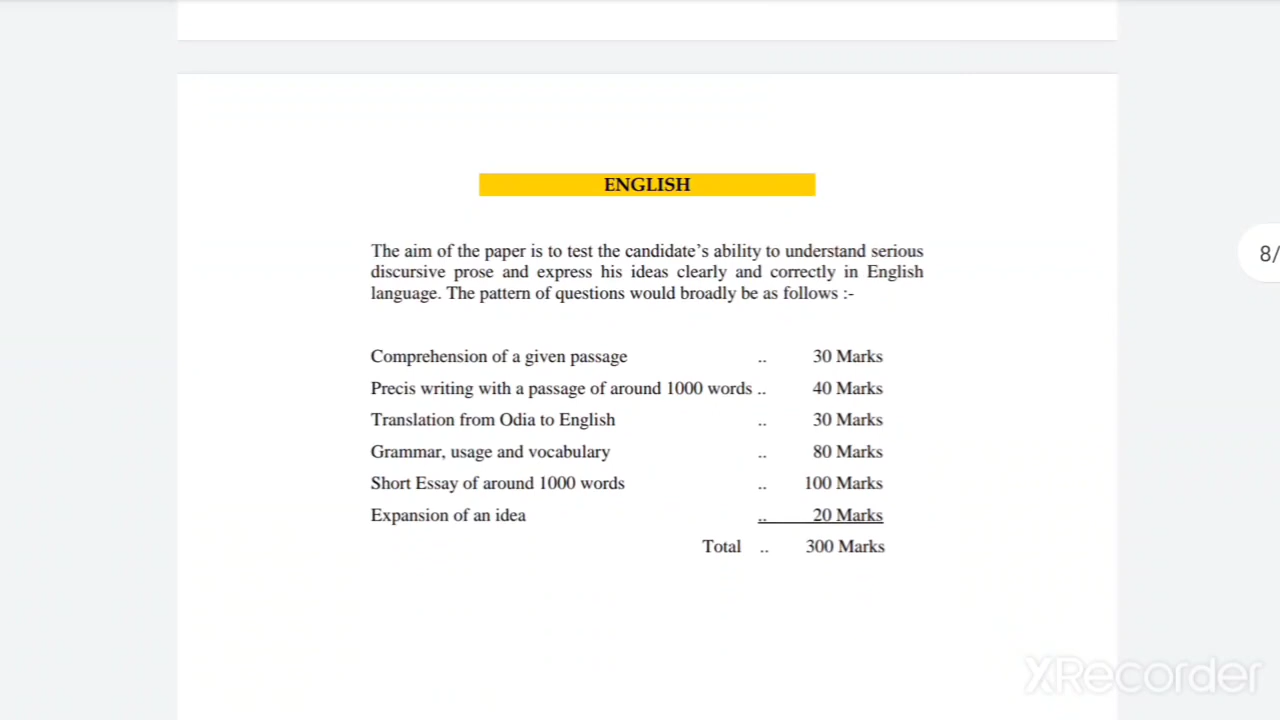 ENGLISH
The aim of the paper is to test the candidate's ability to understand serious
discursive prose and express his ideas clearly and correctly in English
language. The pattern of questions would broadly be as follows :-
Comprehension of a given passage .. 30 Marks
Precis writing with a passage of around 1000 words .. 40 Marks
Translation from Odia to English .. 30 Marks
Grammar, usage and vocabulary .. 80 Marks
Short Essay of around 1000 words .. 100 Marks
Expansion of an idea .. 20 Marks
Total .. 300 Marks
8/
XRecorder